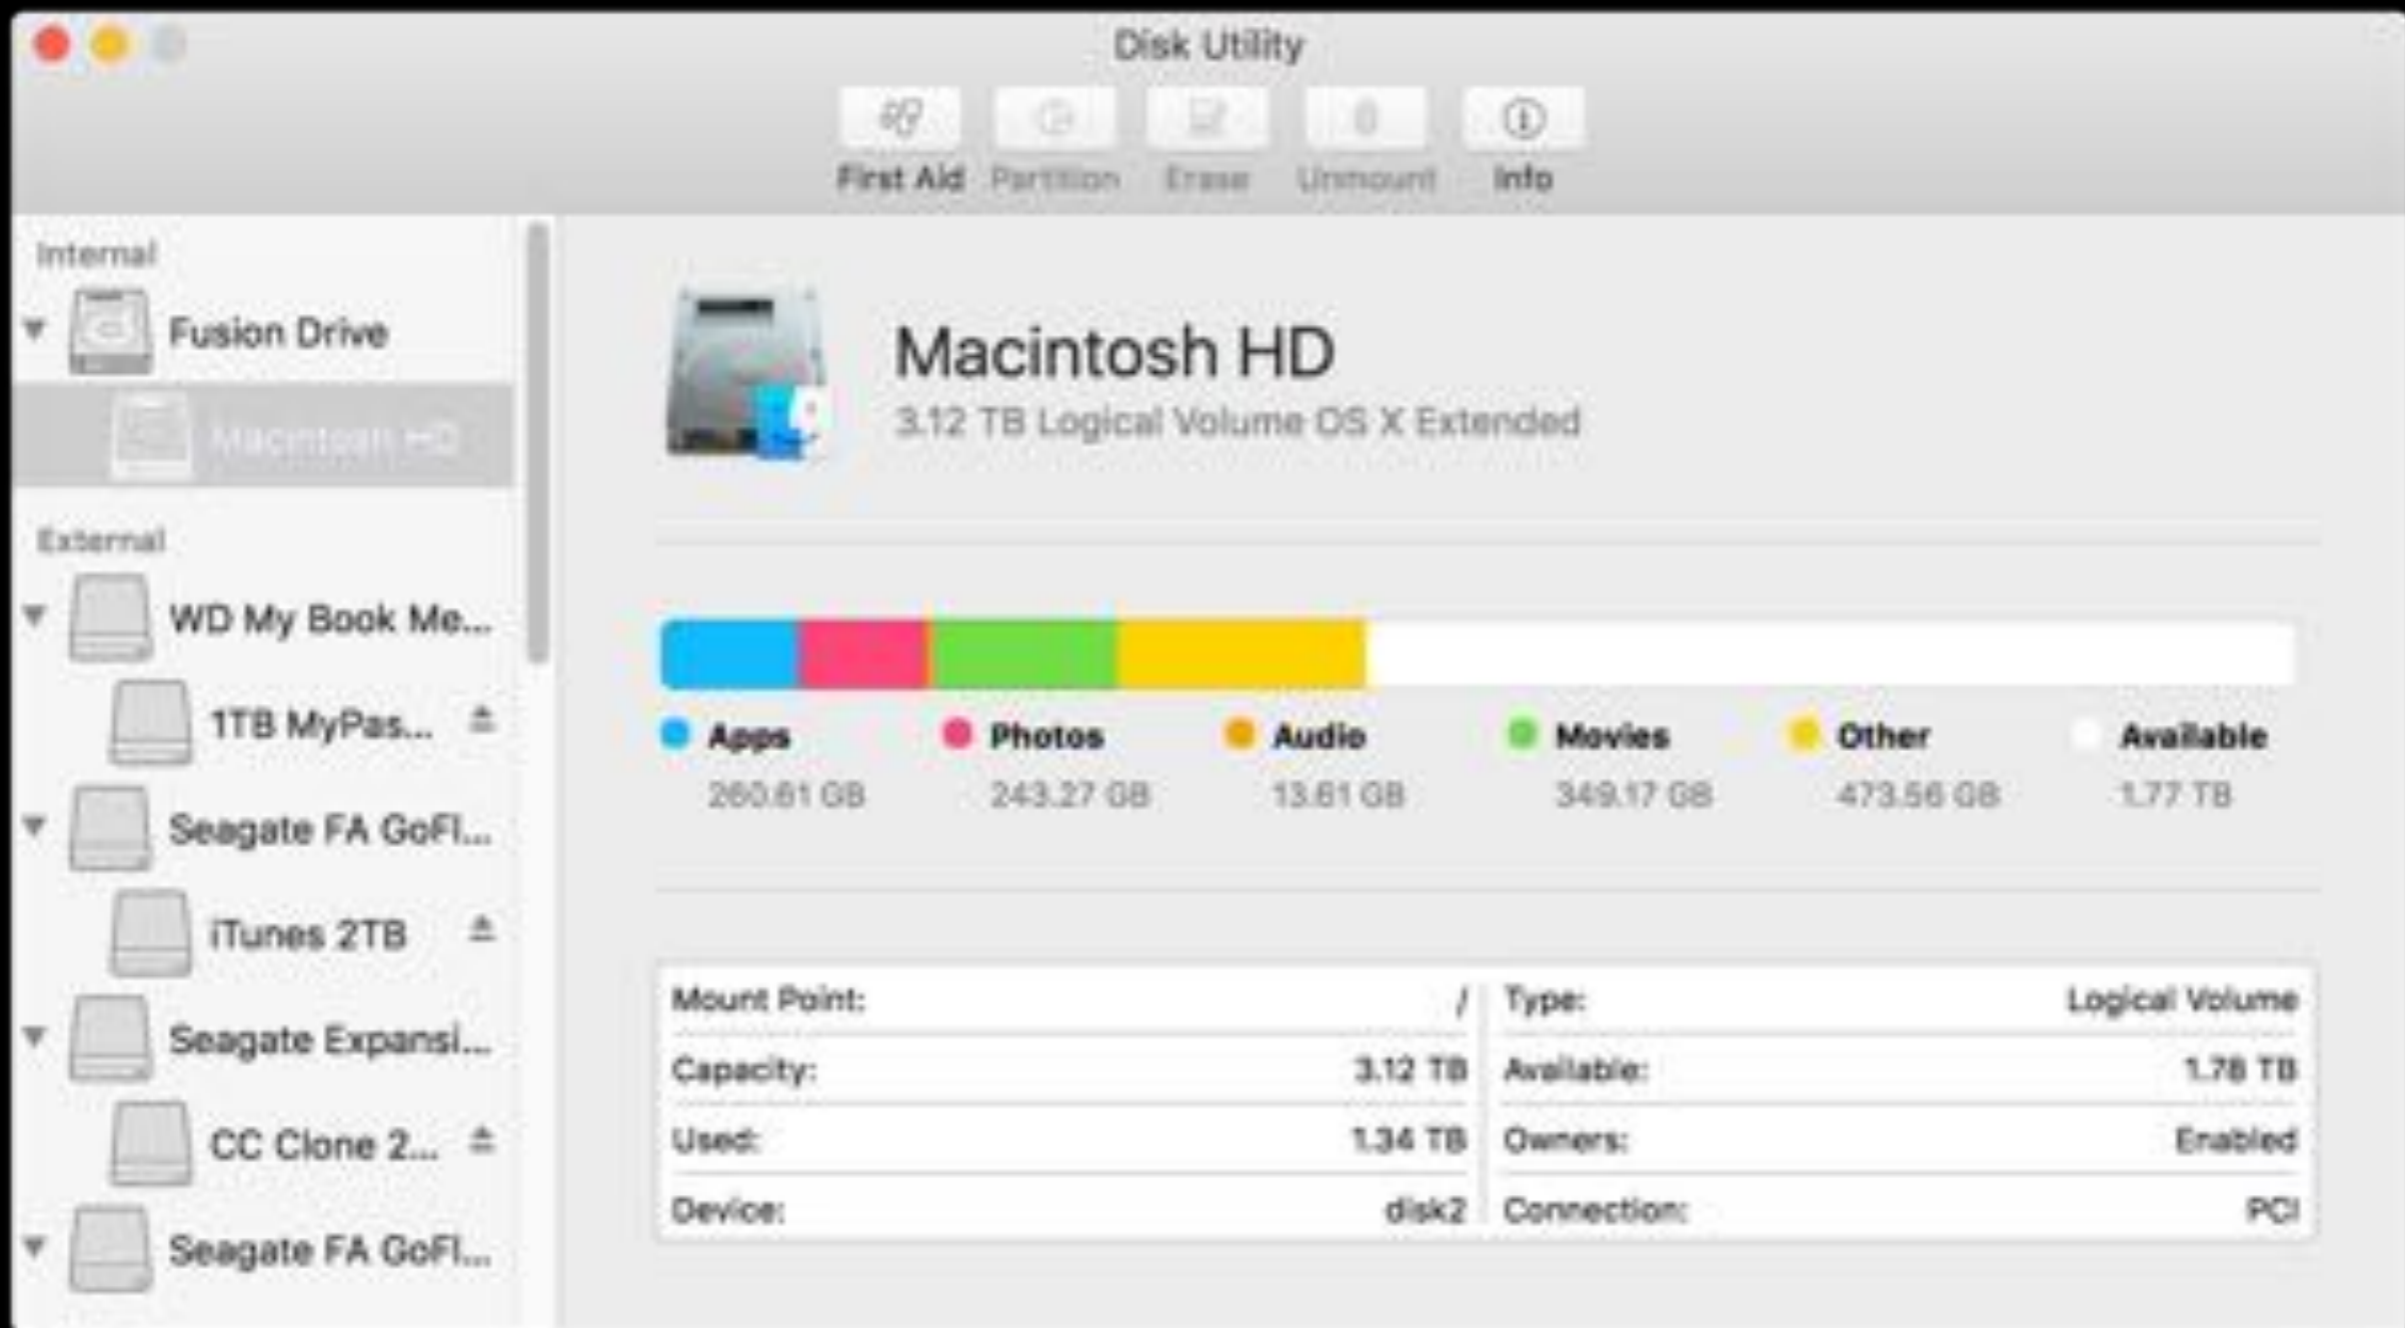 Disk Utility
First Aid Partition Erase Unmount Info
Internal
Fusion Drive
Macintosh HD
External
WD My Book Me...
1TB MyPas...
Seagate FA GoFl...
iTunes 2TB
Seagate Expansi...
CC Clone 2...
Seagate FA GoFl...
Macintosh HD
3.12 TB Logical Volume OS X Extended
Apps Photos Audio Movies Other Available
260.61 GB 243.27 GB 13.61 GB 349.17 GB 473.56 GB 1.77 TB
Mount Point: / Type: Logical Volume
Capacity: 3.12 TB Available: 1.78 TB
Used: 1.34 TB Owners: Enabled
Device: disk2 Connection: PCI